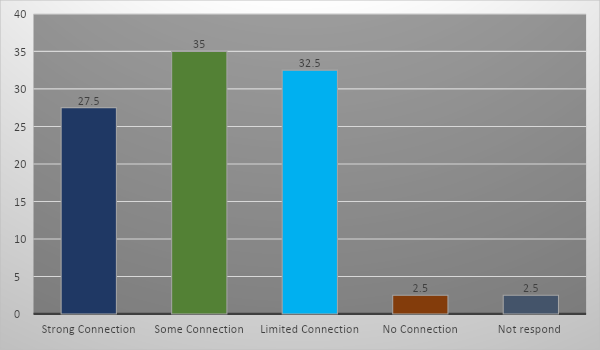 40
35
30
25
20
15
10
5
0
27.5
35
32.5
2.5
2.5
Strong Connection
Some Connection
Limited Connection
No Connection
Not respond